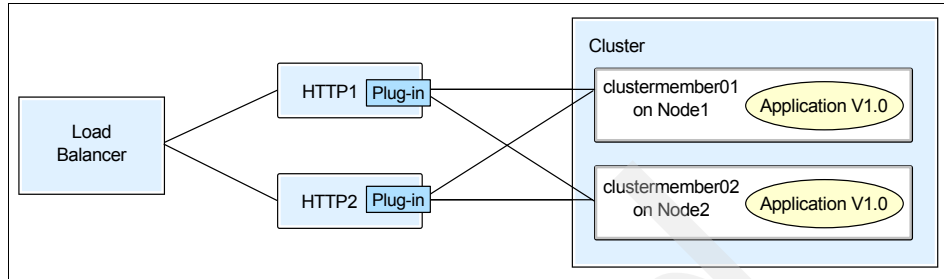 Load
Balancer
HTTP1
Plug-in
HTTP2
Plug-in
Cluster
clustermember01
on Node1
Application V1.0
clustermember02
on Node2
Application V1.0